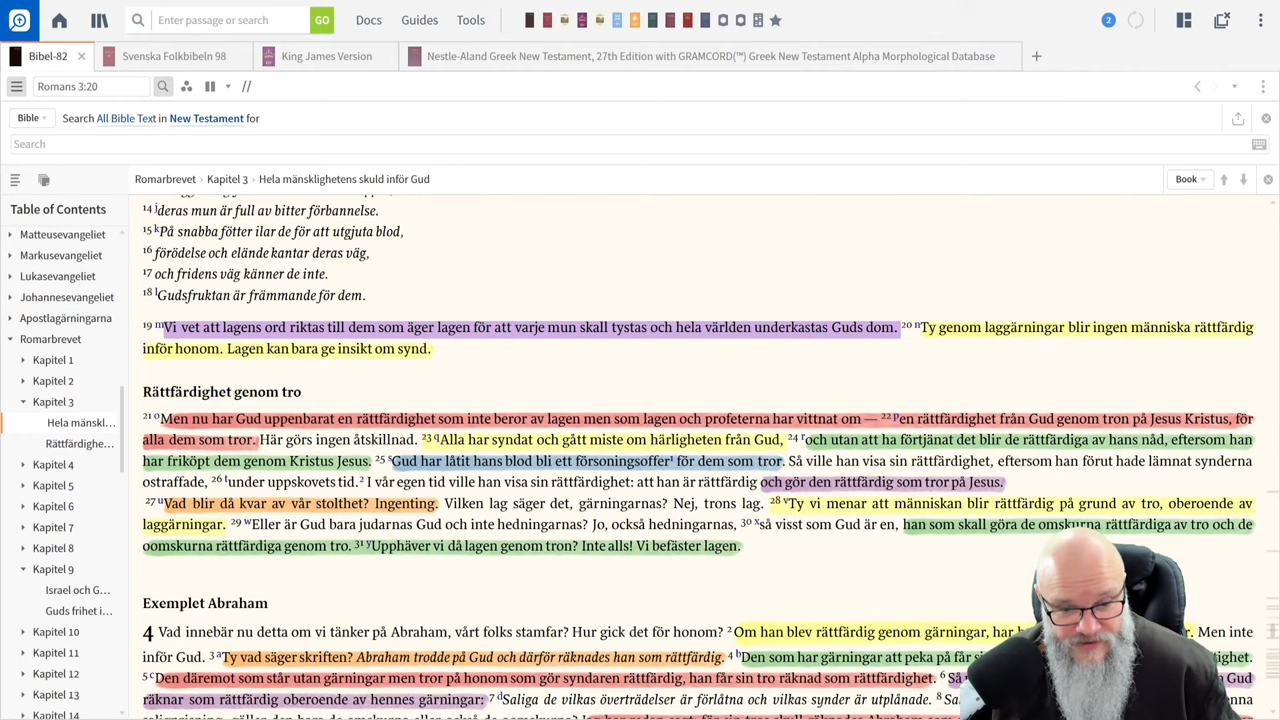 Enter passage or search GO Docs Guides Tools 2
Bibel-82 Svenska Folkbibeln 98 King James Version Nestle-Aland Greek New Testament, 27th Edition with GRAMCORD(™) Greek New Testament Alpha Morphological Database
Romans 3:20
Bible Search All Bible Text in New Testament for
Search
Romarbrevet › Kapitel 3 › Hela mänsklighetens skuld inför Gud Book
Table of Contents
Matteusevangeliet
Markusevangeliet
Lukasevangeliet
Johannesevangeliet
Apostlagärningarna
Romarbrevet
Kapitel 1
Kapitel 2
Kapitel 3
Hela mänskl...
Rättfärdighe...
Kapitel 4
Kapitel 5
Kapitel 6
Kapitel 7
Kapitel 8
Kapitel 9
Israel och G...
Guds frihet i...
Kapitel 10
Kapitel 11
Kapitel 12
Kapitel 13
Kapitel 14
14 j deras mun är full av bitter förbannelse.
15 k På snabba fötter ilar de för att utgjuta blod,
16 förödelse och elände kantar deras väg,
17 och fridens väg känner de inte.
18 l Gudsfruktan är främmande för dem.
19 m Vi vet att lagens ord riktas till dem som äger lagen för att varje mun skall tystas och hela världen underkastas Guds dom. 20 n Ty genom laggärningar blir ingen människa rättfärdig
inför honom. Lagen kan bara ge insikt om synd.
Rättfärdighet genom tro
21 o Men nu har Gud uppenbarat en rättfärdighet som inte beror av lagen men som lagen och profeterna har vittnat om — 22 p en rättfärdighet från Gud genom tron på Jesus Kristus, för
alla dem som tror. Här görs ingen åtskillnad. 23 q Alla har syndat och gått miste om härligheten från Gud, 24 r och utan att ha förtjänat det blir de rättfärdiga av hans nåd, eftersom han
har friköpt dem genom Kristus Jesus. 25 s Gud har låtit hans blod bli ett försoningsoffer¹ för dem som tror. Så ville han visa sin rättfärdighet, eftersom han förut hade lämnat synderna
ostraffade, 26 t under uppskovets tid.² I vår egen tid ville han visa sin rättfärdighet: att han är rättfärdig och gör den rättfärdig som tror på Jesus.
27 u Vad blir då kvar av vår stolthet? Ingenting. Vilken lag säger det, gärningarnas? Nej, trons lag. 28 v Ty vi menar att människan blir rättfärdig på grund av tro, oberoende av
laggärningar. 29 w Eller är Gud bara judarnas Gud och inte hedningarnas? Jo, också hedningarnas, 30 x så visst som Gud är en, han som skall göra de omskurna rättfärdiga av tro och de
oomskurna rättfärdiga genom tro. 31 y Upphäver vi då lagen genom tron? Inte alls! Vi befäster lagen.
Exemplet Abraham
4 Vad innebär nu detta om vi tänker på Abraham, vårt folks stamfar? Hur gick det för honom? 2 Om han blev rättfärdig genom gärningar, har h Men inte
inför Gud. 3 a Ty vad säger skriften? Abraham trodde på Gud och därför räknades han som rättfärdig. 4 b Den som har gärningar att peka på får si
5 c Den däremot som står utan gärningar men tror på honom som gör syndaren rättfärdig, han får sin tro räknad som rättfärdighet. 6 Gud
räknar som rättfärdig oberoende av hennes gärningar: 7 d Saliga de vilkas överträdelser är förlåtna och vilkas synder är utplånade. 8